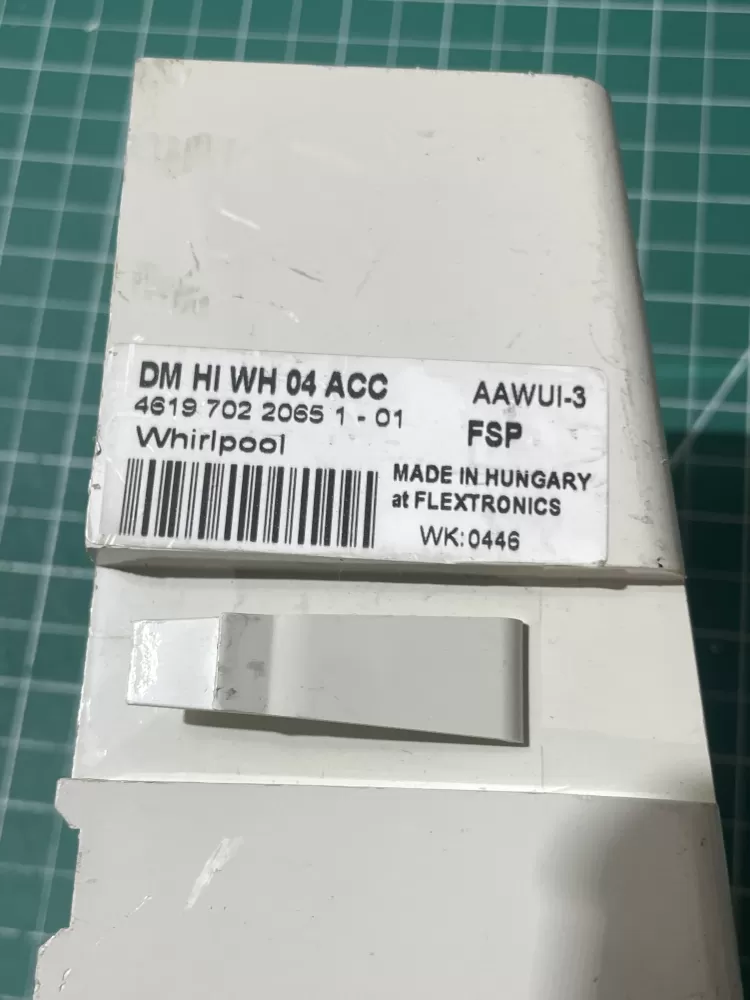 DM HI WH 04 ACC
4619 702 2065 1 - 01
Whirlpool
AAWUI-3
FSP
MADE IN HUNGARY
at FLEXTRONICS
WK:0446